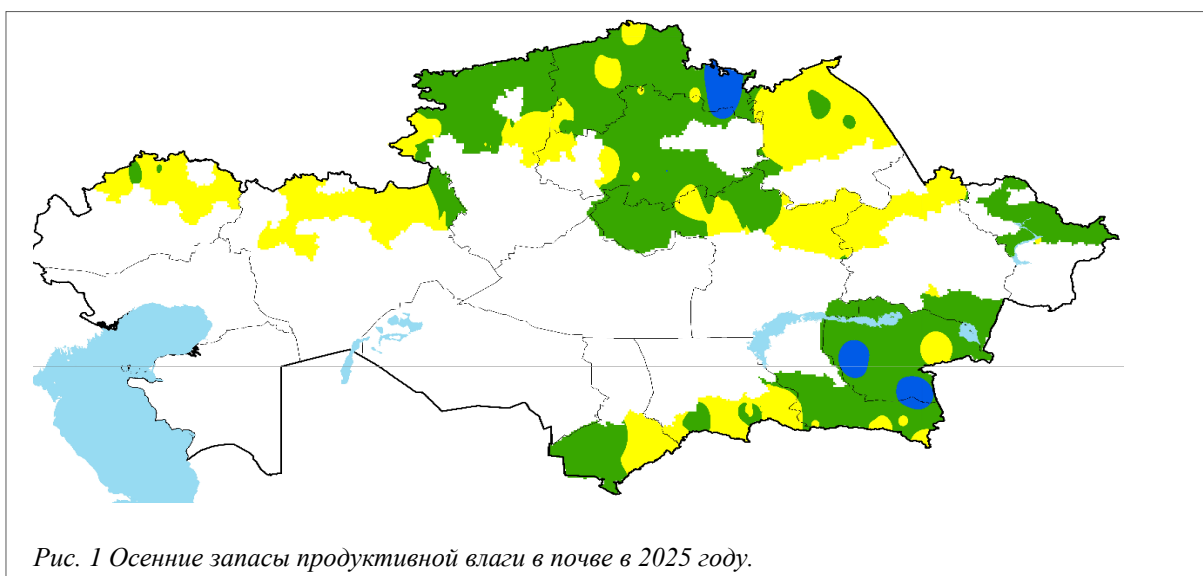 Рис. 1 Осенние запасы продуктивной влаги в почве в 2025 году.